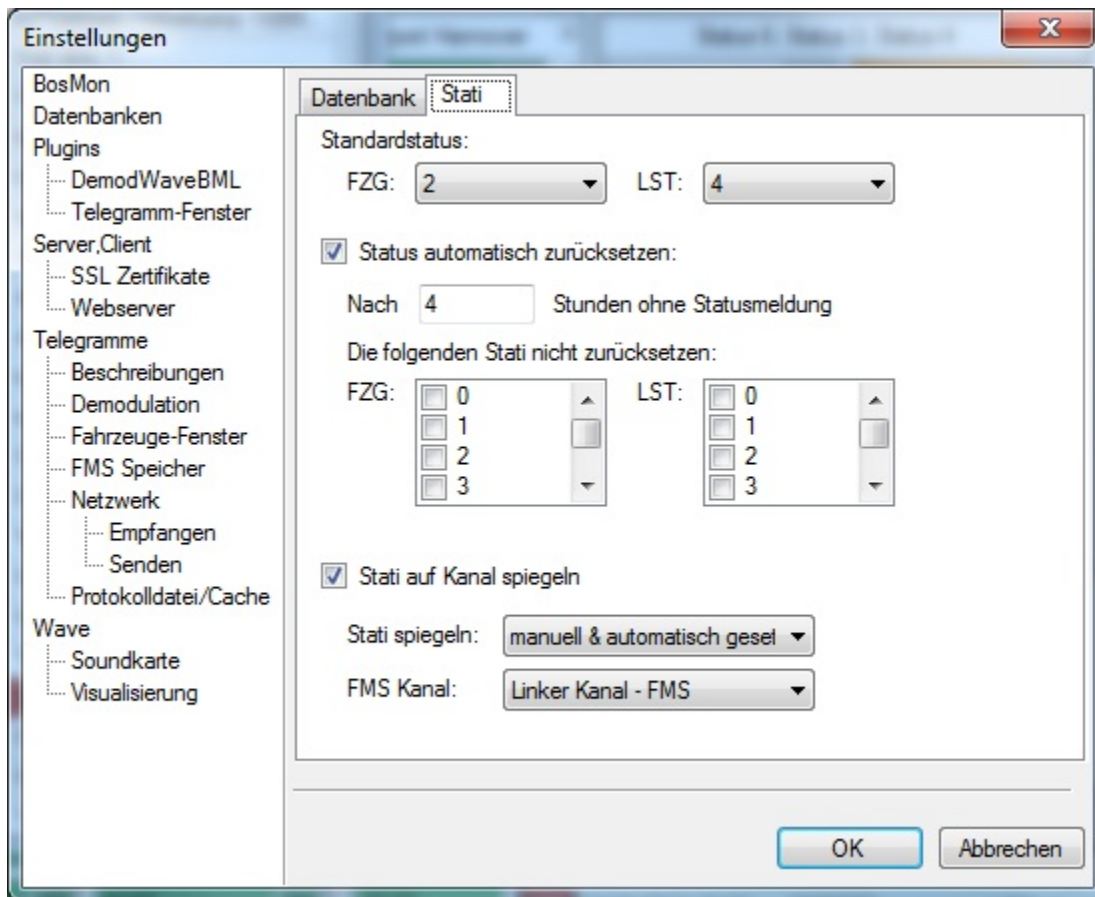 Einstellungen
BosMon
Datenbanken
Plugins
DemodWaveBML
Telegramm-Fenster
Server,Client
SSL Zertifikate
Webserver
Telegramme
Beschreibungen
Demodulation
Fahrzeuge-Fenster
FMS Speicher
Netzwerk
Empfangen
Senden
Protokolldatei/Cache
Wave
Soundkarte
Visualisierung
Datenbank Stati
Standardstatus:
FZG: 2 LST: 4
Status automatisch zurücksetzen:
Nach 4 Stunden ohne Statusmeldung
Die folgenden Stati nicht zurücksetzen:
FZG: 0 LST: 0
1 1
2 2
3 3
Stati auf Kanal spiegeln
Stati spiegeln: manuell & automatisch geset
FMS Kanal: Linker Kanal - FMS
OK Abbrechen